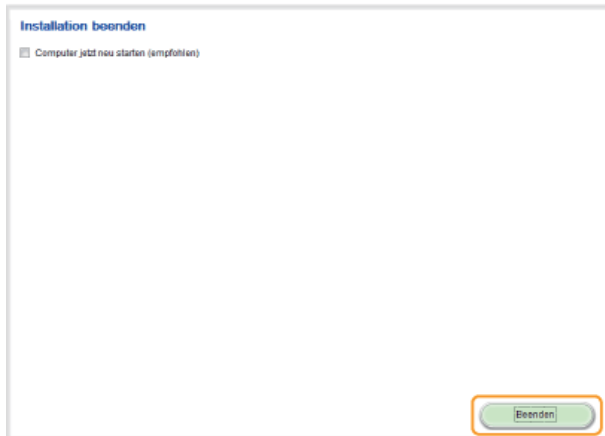 Installation beenden
Computer jetzt neu starten (empfohlen)
Beenden